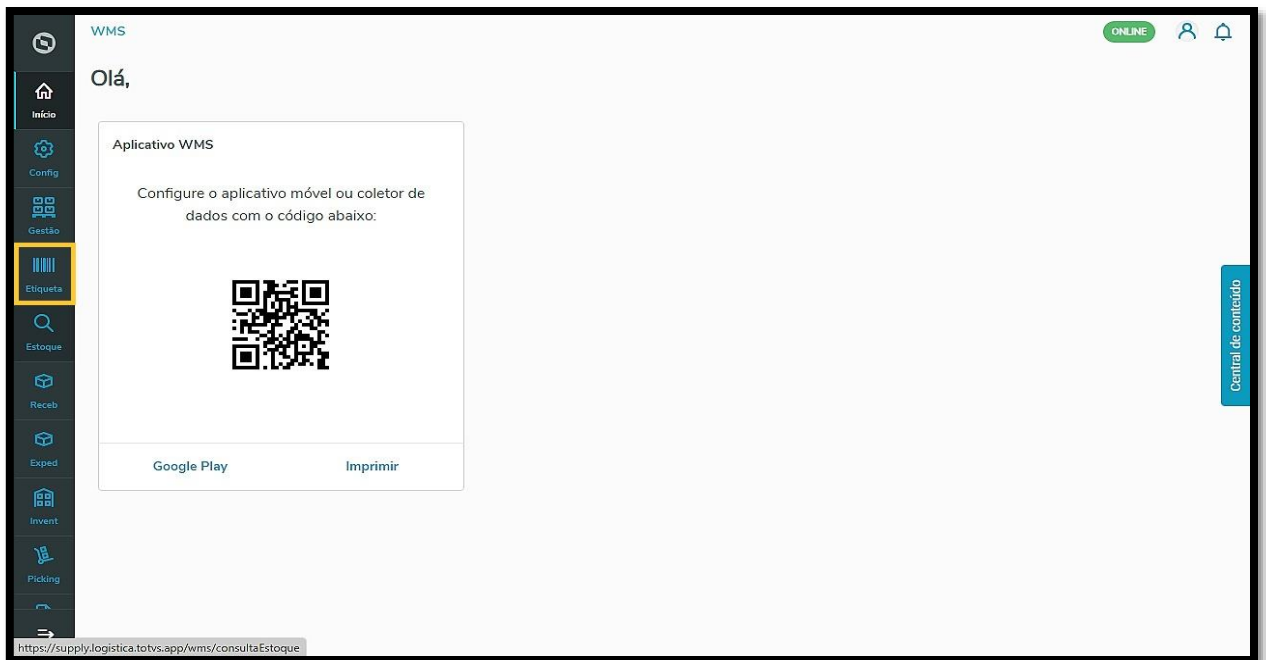 WMS
ONLINE
Olá,
Início
Config
Gestão
Etiqueta
Estoque
Receb
Exped
Invent
Picking
Aplicativo WMS
Configure o aplicativo móvel ou coletor de
dados com o código abaixo:
Google Play
Imprimir
Central de conteúdo
https://supply.logistica.totvs.app/wms/consultaEstoque